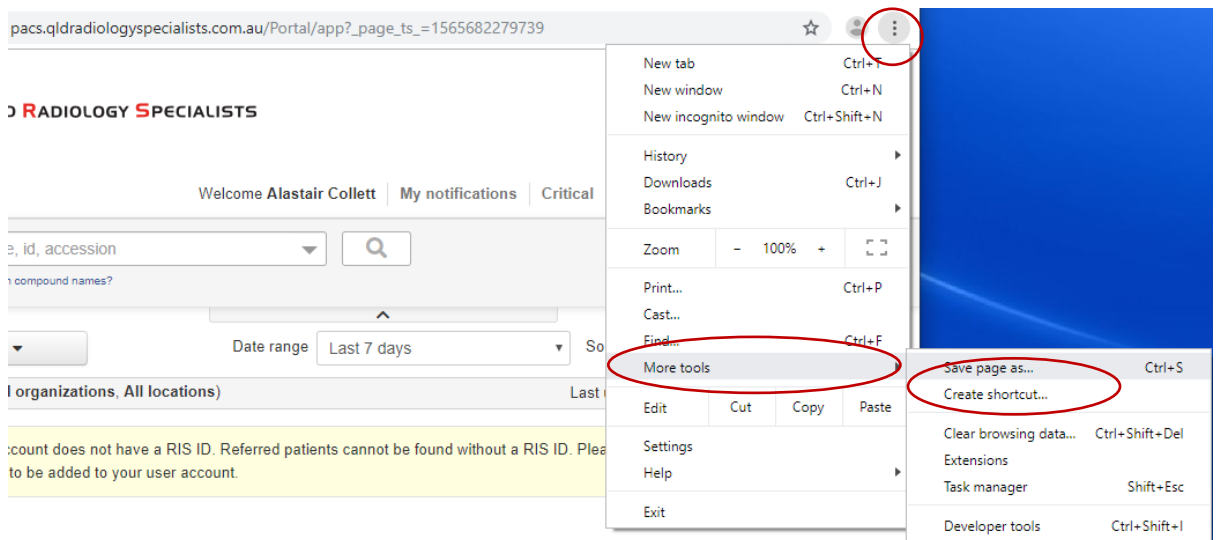 pacs.qldradiologyspecialists.com.au/Portal/app?_page_ts_=1565682279739
RADIOLOGY SPECIALISTS
Welcome Alastair Collett My notifications Critical
, id, accession
compound names?
Date range Last 7 days So
organizations, All locations) Last
account does not have a RIS ID. Referred patients cannot be found without a RIS ID. Plea
to be added to your user account.
New tab Ctrl+T
New window Ctrl+N
New incognito window Ctrl+Shift+N
History
Downloads Ctrl+J
Bookmarks
Zoom - 100% +
Print... Ctrl+P
Cast...
Find... Ctrl+F
More tools
Edit Cut Copy Paste
Settings
Help
Exit
Save page as... Ctrl+S
Create shortcut...
Clear browsing data... Ctrl+Shift+Del
Extensions
Task manager Shift+Esc
Developer tools Ctrl+Shift+I